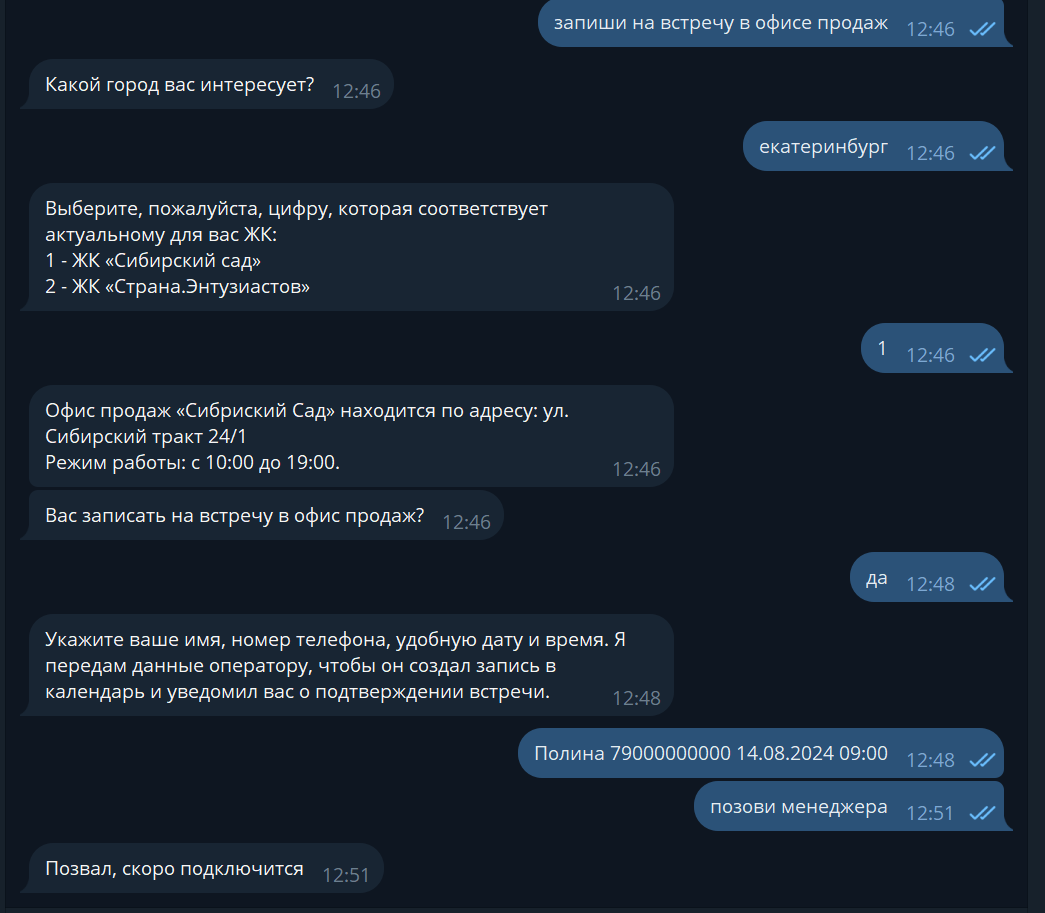 запиши на встречу в офисе продаж 12:46
Какой город вас интересует? 12:46
екатеринбург 12:46
Выберите, пожалуйста, цифру, которая соответствует
актуальному для вас ЖК:
1 - ЖК «Сибирский сад»
2 - ЖК «Страна.Энтузиастов» 12:46
1 12:46
Офис продаж «Сибриский Сад» находится по адресу: ул.
Сибирский тракт 24/1
Режим работы: с 10:00 до 19:00. 12:46
Вас записать на встречу в офис продаж? 12:46
да 12:48
Укажите ваше имя, номер телефона, удобную дату и время. Я
передам данные оператору, чтобы он создал запись в
календарь и уведомил вас о подтверждении встречи. 12:48
Полина 79000000000 14.08.2024 09:00 12:48
позови менеджера 12:51
Позвал, скоро подключится 12:51